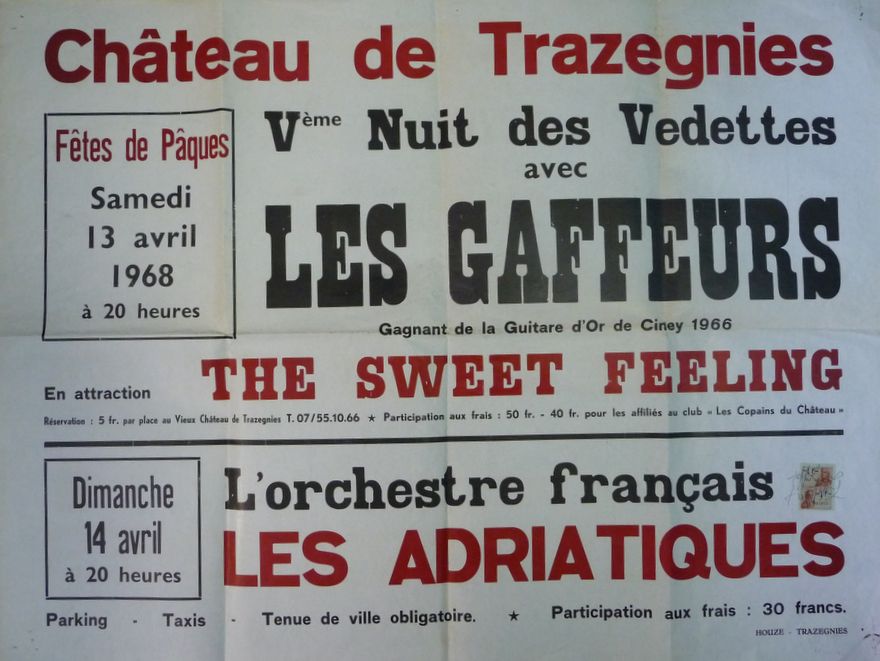 Château de Trazegnies
Fêtes de Pâques
Samedi
13 avril
1968
à 20 heures
Vème Nuit des Vedettes
avec
LES GAFFEURS
Gagnant de la Guitare d'Or de Ciney 1966
En attraction THE SWEET FEELING
Réservation : 5 fr. par place au Vieux Château de Trazegnies T. 07/55.10.66 ★ Participation aux frais : 50 fr. - 40 fr. pour les affiliés au club « Les Copains du Château »
Dimanche
14 avril
à 20 heures
L'orchestre français
LES ADRIATIQUES
Parking - Taxis - Tenue de ville obligatoire. ★ Participation aux frais : 30 francs.
HOUZE - TRAZEGNIES